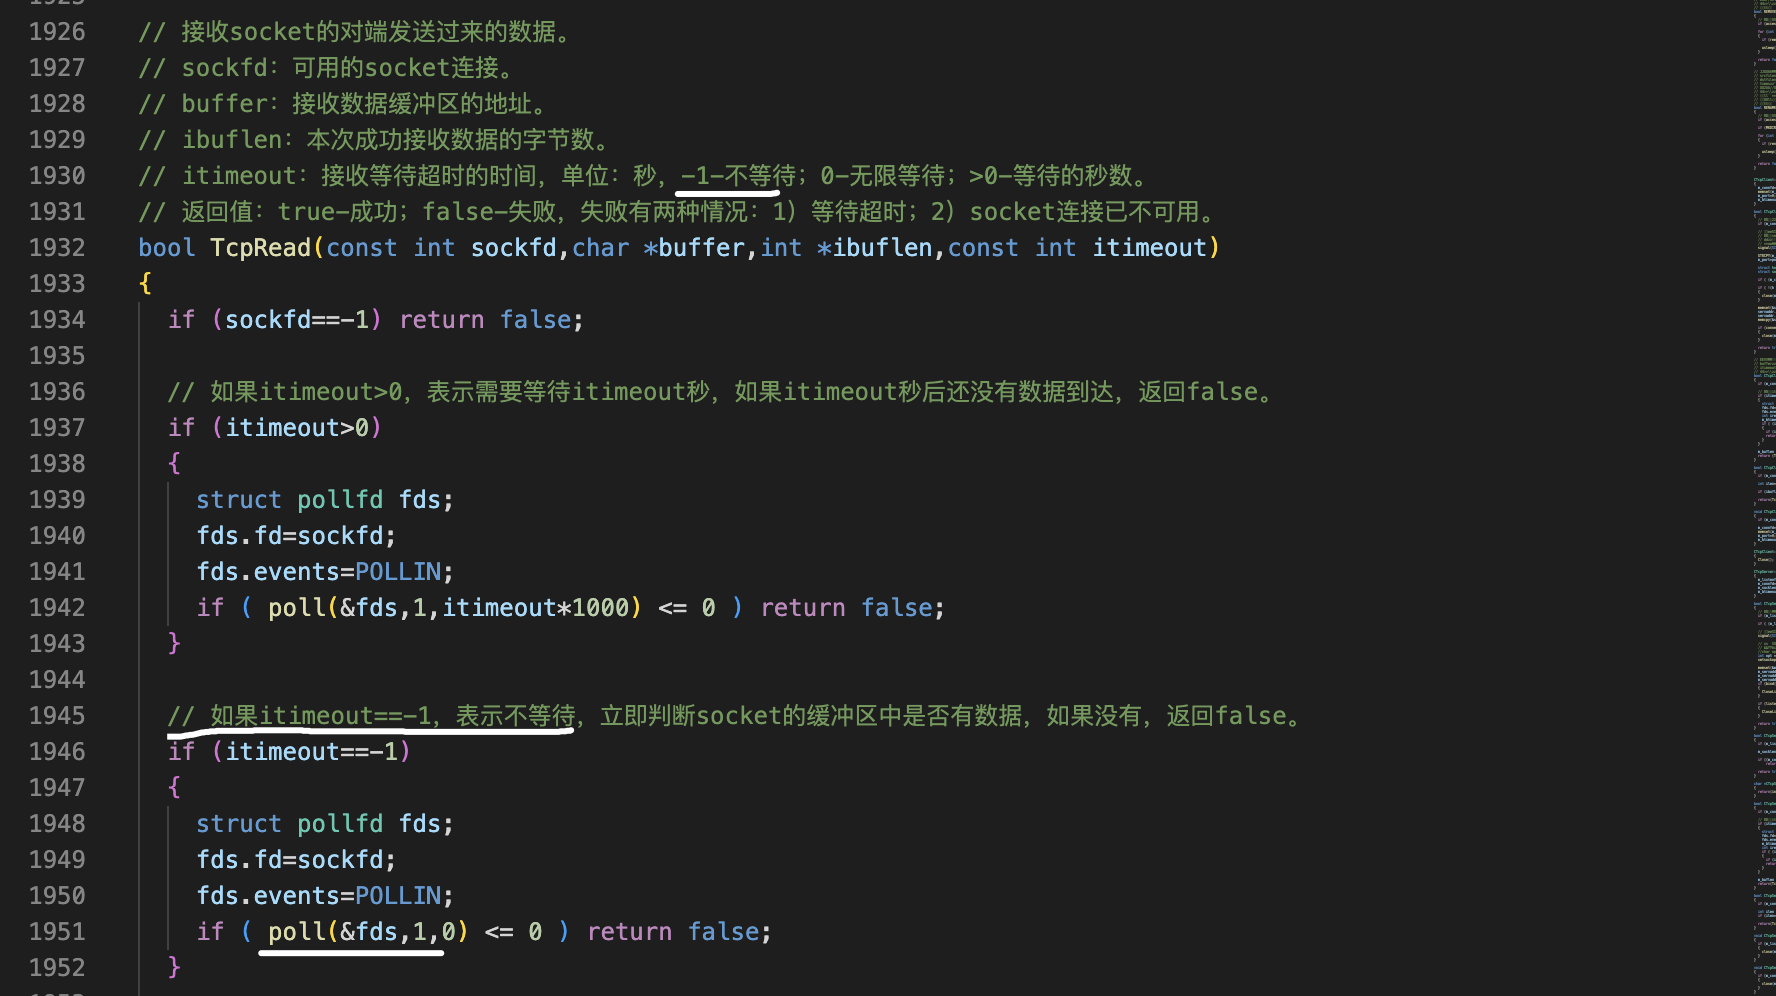 1926 // 接收socket的对端发送过来的数据。
1927 // sockfd：可用的socket连接。
1928 // buffer：接收数据缓冲区的地址。
1929 // ibuflen：本次成功接收数据的字节数。
1930 // itimeout：接收等待超时的时间，单位：秒，-1-不等待；0-无限等待；>0-等待的秒数。
1931 // 返回值：true-成功；false-失败，失败有两种情况：1）等待超时；2）socket连接已不可用。
1932 bool TcpRead(const int sockfd,char *buffer,int *ibuflen,const int itimeout)
1933 {
1934 if (sockfd==-1) return false;
1935
1936 // 如果itimeout>0，表示需要等待itimeout秒，如果itimeout秒后还没有数据到达，返回false。
1937 if (itimeout>0)
1938 {
1939 struct pollfd fds;
1940 fds.fd=sockfd;
1941 fds.events=POLLIN;
1942 if ( poll(&fds,1,itimeout*1000) <= 0 ) return false;
1943 }
1944
1945 // 如果itimeout==-1，表示不等待，立即判断socket的缓冲区中是否有数据，如果没有，返回false。
1946 if (itimeout==-1)
1947 {
1948 struct pollfd fds;
1949 fds.fd=sockfd;
1950 fds.events=POLLIN;
1951 if ( poll(&fds,1,0) <= 0 ) return false;
1952 }